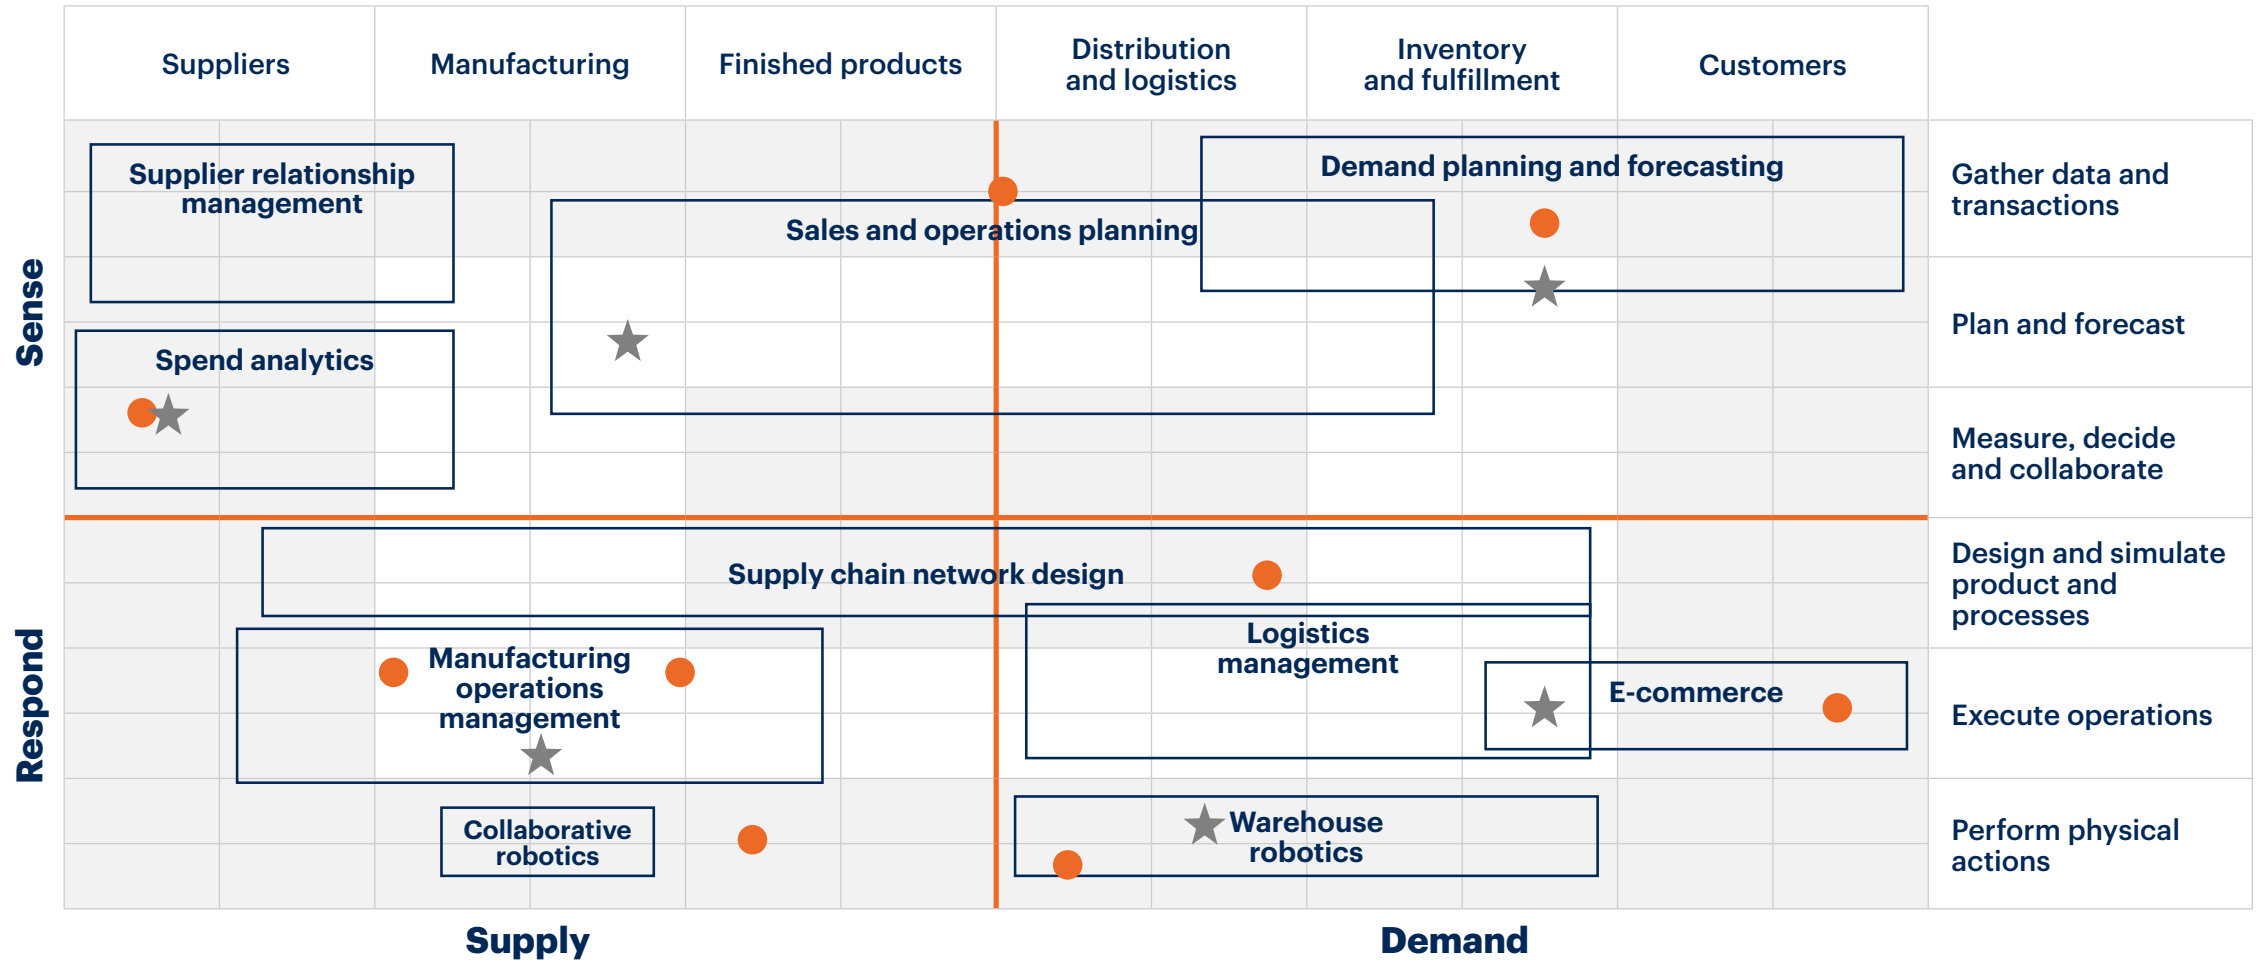 Suppliers
Manufacturing
Finished products
Distribution
and logistics
Inventory
and fulfillment
Customers
Sense
Supplier relationship
management
Demand planning and forecasting
Gather data and
transactions
Sales and operations planning
Plan and forecast
Spend analytics
Measure, decide
and collaborate
Respond
Supply chain network design
Design and simulate
product and
processes
Manufacturing
operations
management
Logistics
management
E-commerce
Execute operations
Collaborative
robotics
Warehouse
robotics
Perform physical
actions
Supply
Demand